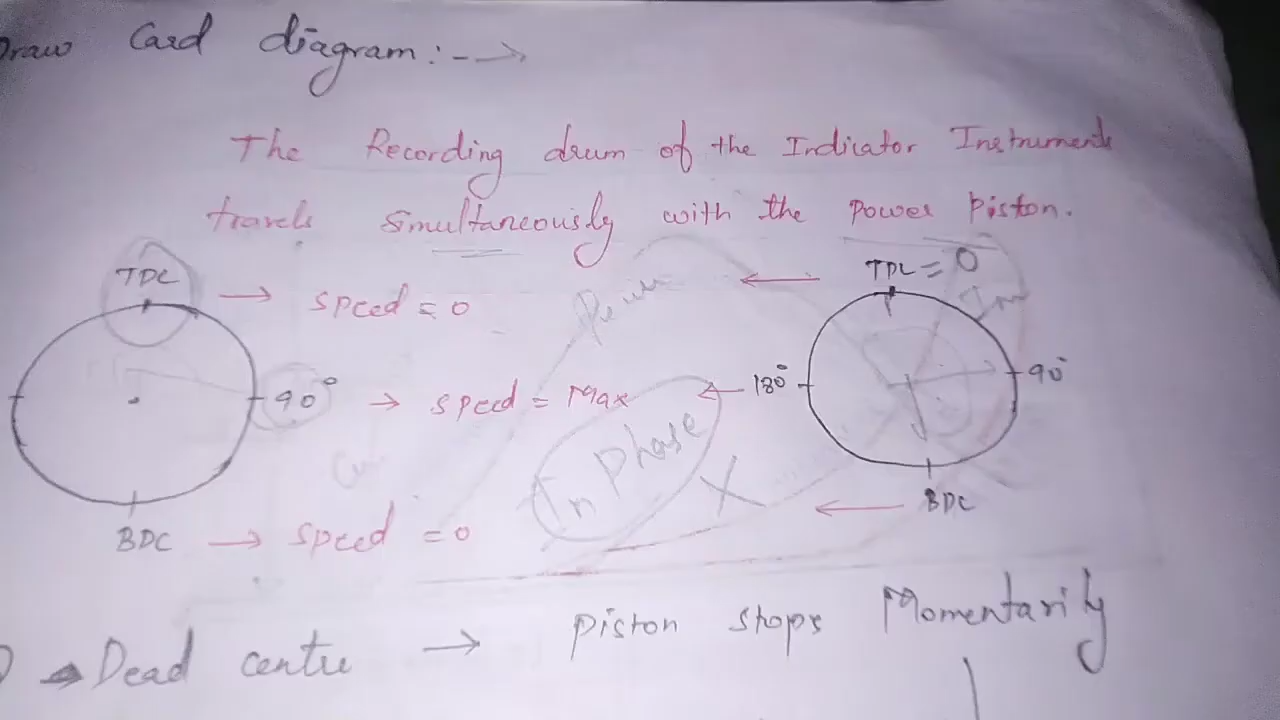 Draw Card diagram:-→
The Recording drum of the Indicator Instruments
travels simultaneously with the Power Piston.
TDC → speed = 0
90° → speed = Max
BDC → speed = 0
In Phase
X
← TDC = 0
← 180°
90°
← BDC
→ Dead centre → Piston stops Momentarily